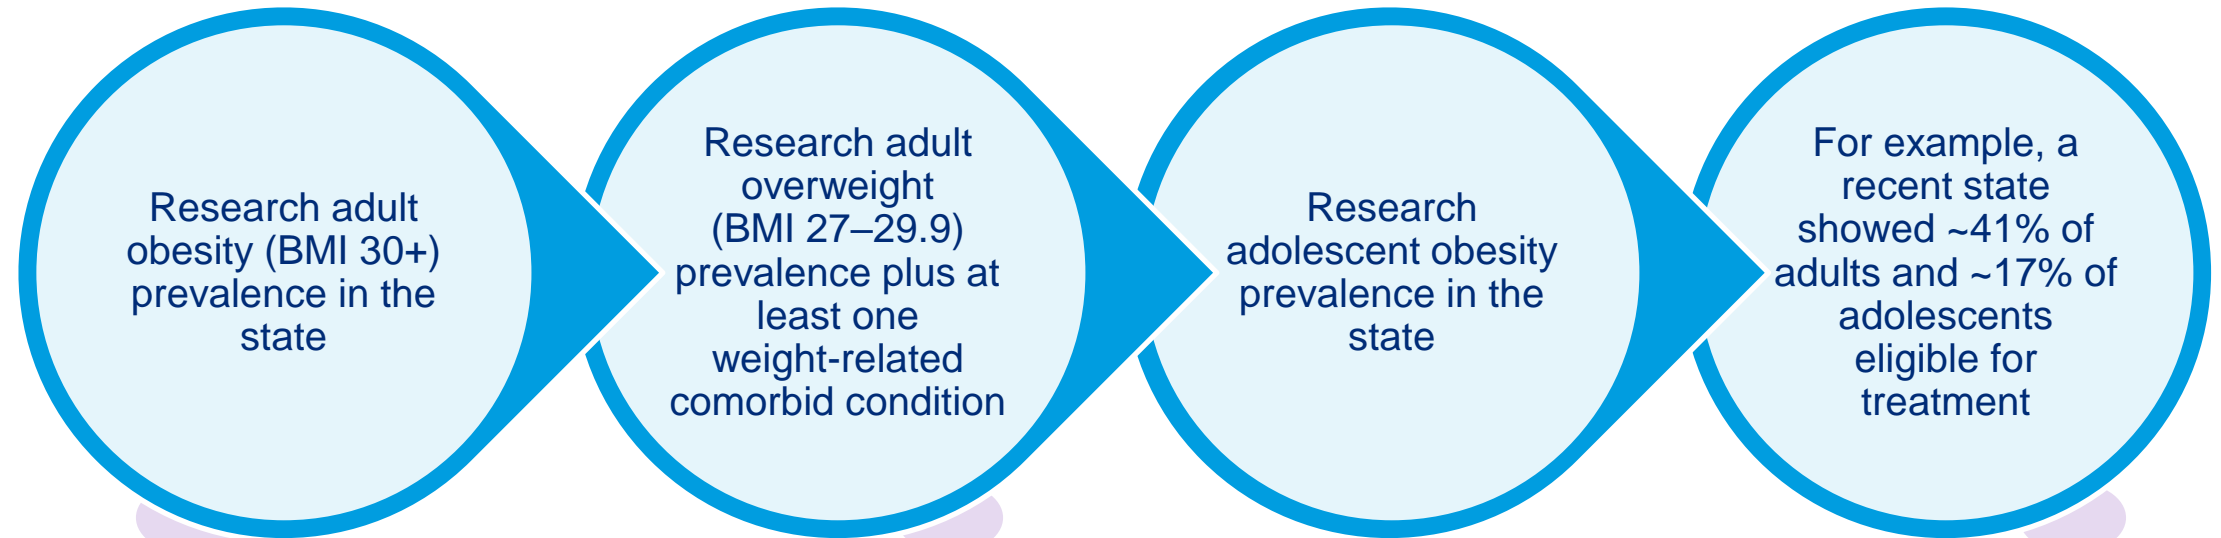 Research adult
obesity (BMI 30+)
prevalence in the
state
Research adult
overweight
(BMI 27–29.9)
prevalence plus at
least one
weight-related
comorbid condition
Research
adolescent obesity
prevalence in the
state
For example, a
recent state
showed ~41% of
adults and ~17% of
adolescents
eligible for
treatment